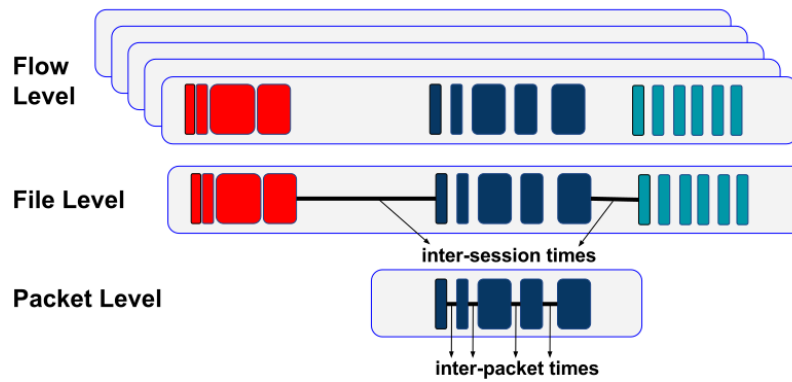 Flow
Level
File Level
inter-session times
Packet Level
inter-packet times